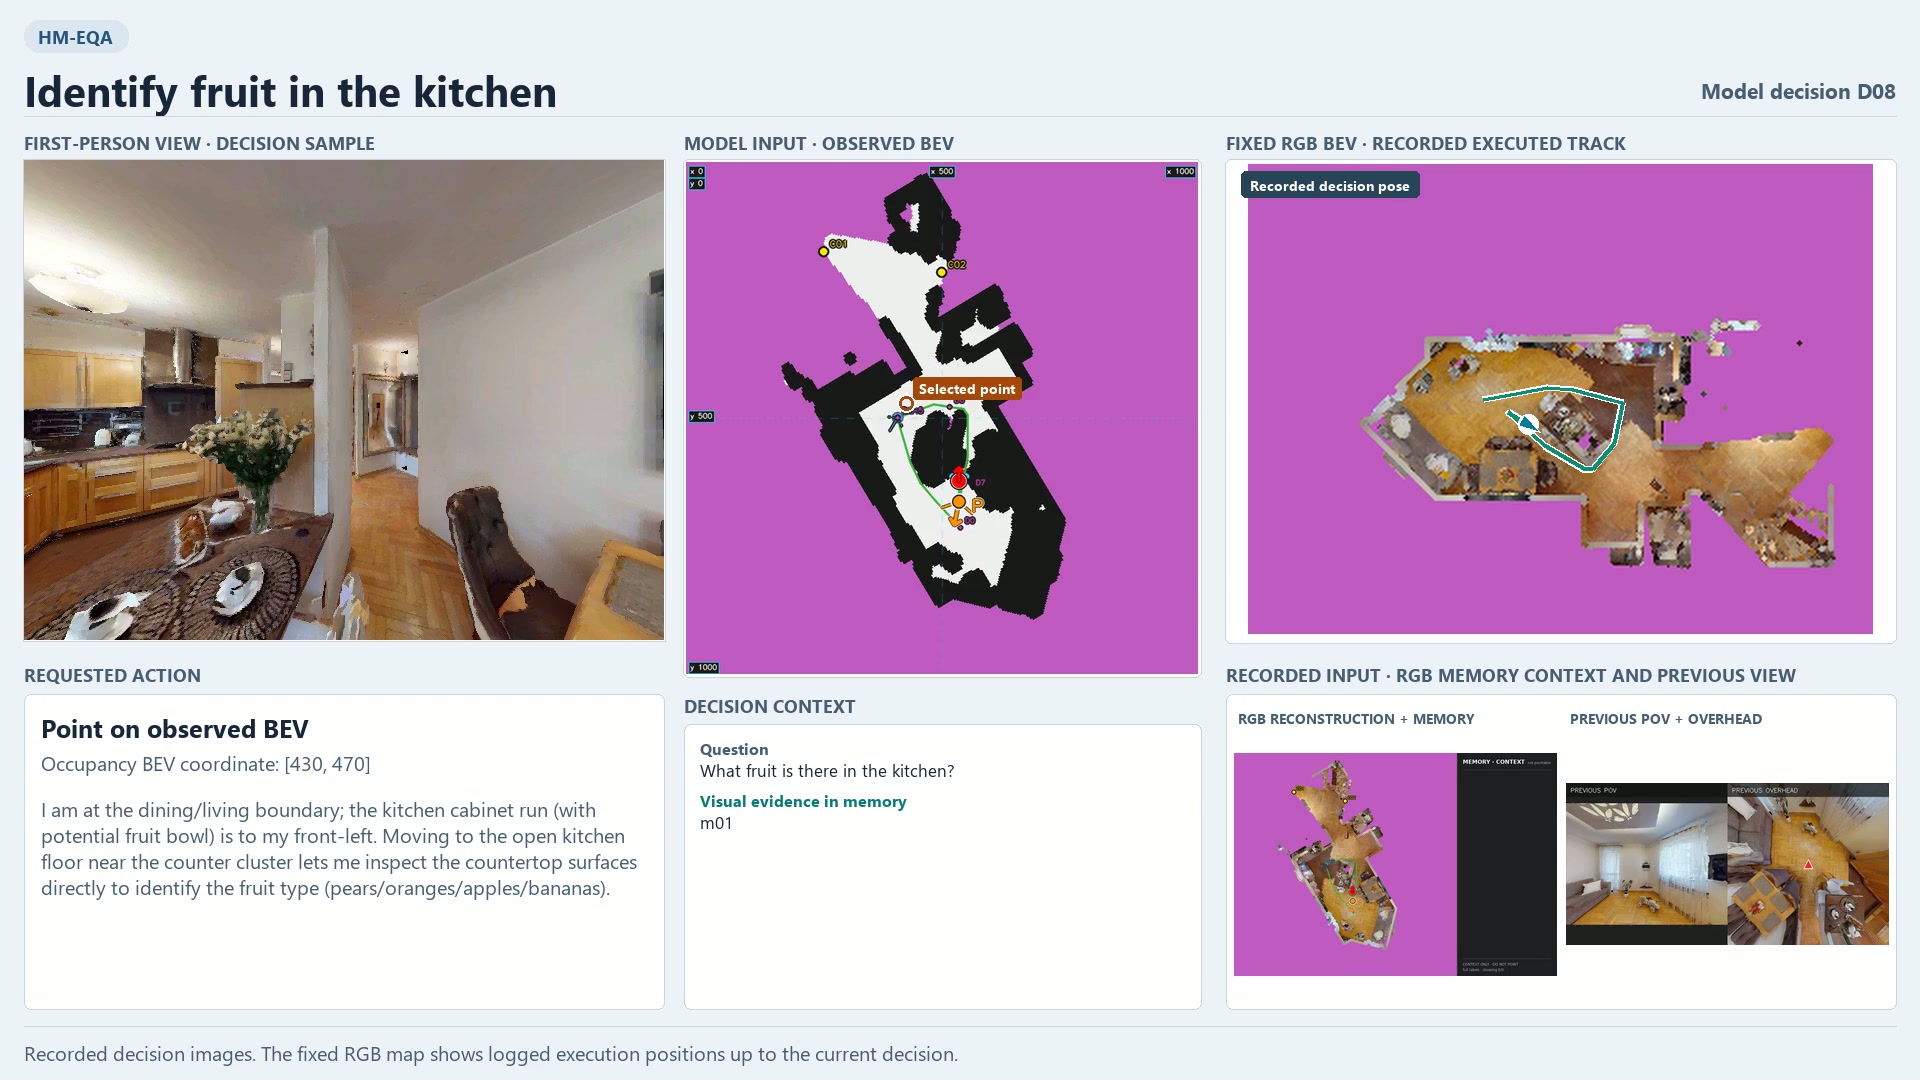 HM-EQA
Identify fruit in the kitchen
Model decision D08
FIRST-PERSON VIEW · DECISION SAMPLE
MODEL INPUT · OBSERVED BEV
FIXED RGB BEV · RECORDED EXECUTED TRACK
x 0
y 0
x 500
x 1000
C01
C02
Selected point
y 500
D7
P
y 1000
Recorded decision pose
REQUESTED ACTION
Point on observed BEV
Occupancy BEV coordinate: [430, 470]
I am at the dining/living boundary; the kitchen cabinet run (with
potential fruit bowl) is to my front-left. Moving to the open kitchen
floor near the counter cluster lets me inspect the countertop surfaces
directly to identify the fruit type (pears/oranges/apples/bananas).
DECISION CONTEXT
Question
What fruit is there in the kitchen?
Visual evidence in memory
m01
RECORDED INPUT · RGB MEMORY CONTEXT AND PREVIOUS VIEW
RGB RECONSTRUCTION + MEMORY
PREVIOUS POV + OVERHEAD
MEMORY · CONTEXT
PREVIOUS POV
PREVIOUS OVERHEAD
Recorded decision images. The fixed RGB map shows logged execution positions up to the current decision.